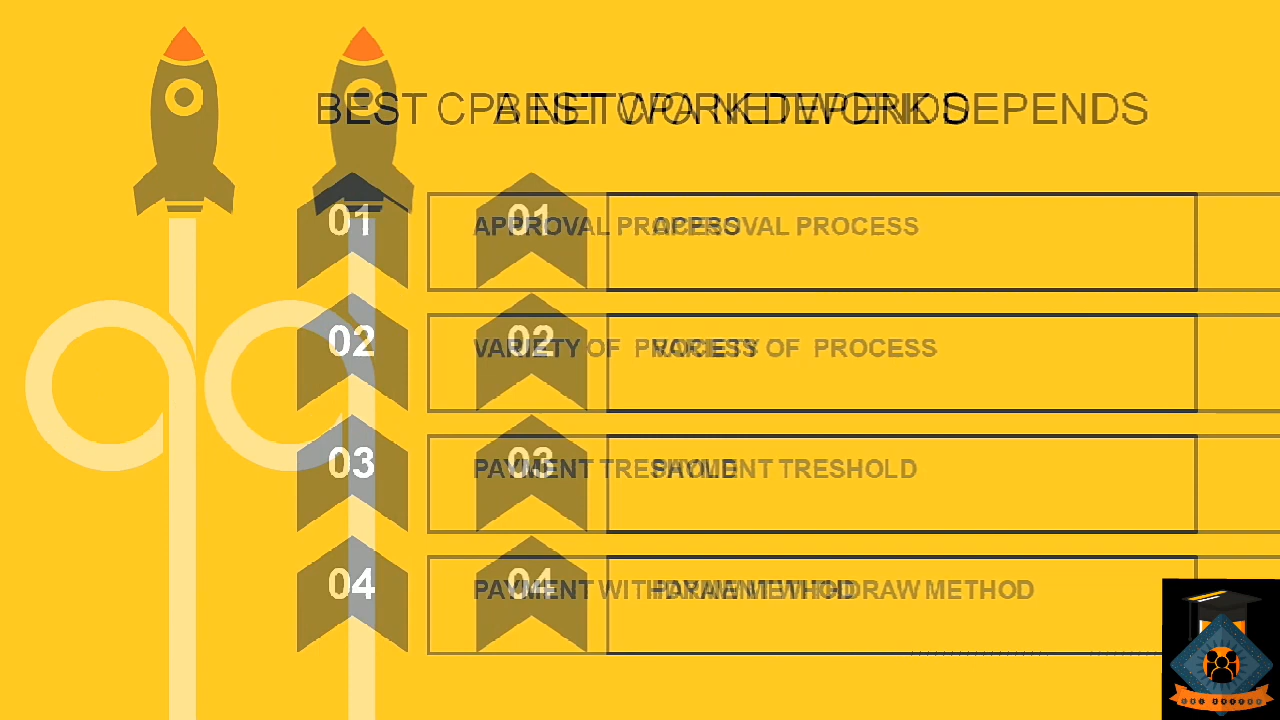 BEST CPA NETWORK DEPENDS
01 APPROVAL PROCESS
02 VARIETY OF PROCESS
03 PAYMENT TRESHOLD
04 PAYMENT WITHDRAW METHOD